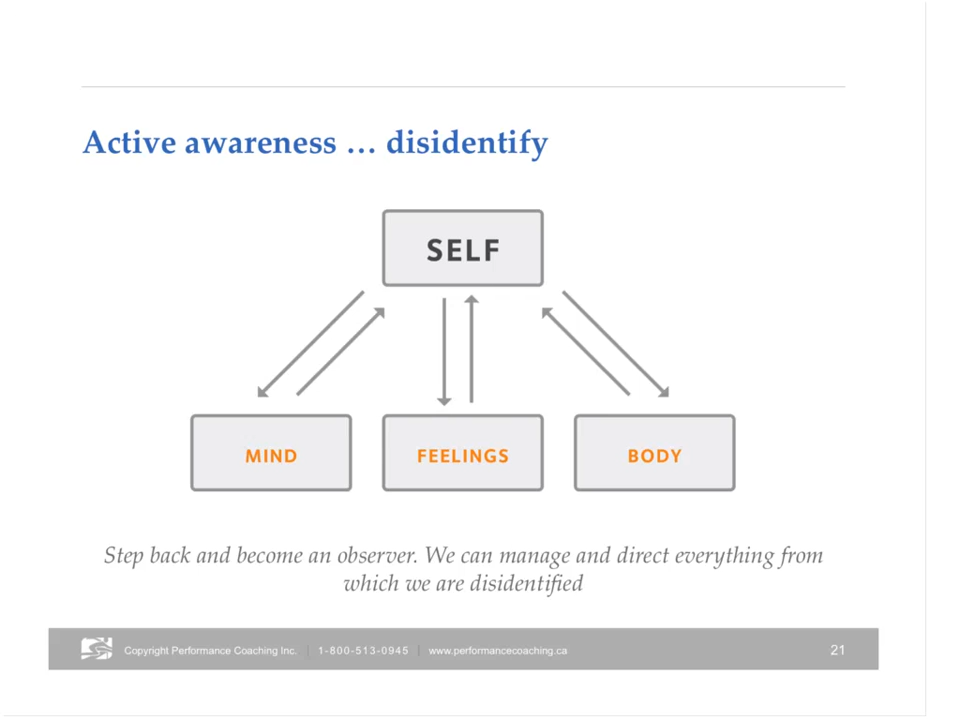 Active awareness … disidentify
SELF
MIND
FEELINGS
BODY
Step back and become an observer. We can manage and direct everything from
which we are disidentified
Copyright Performance Coaching Inc. | 1-800-513-0945 | www.performancecoaching.ca 21